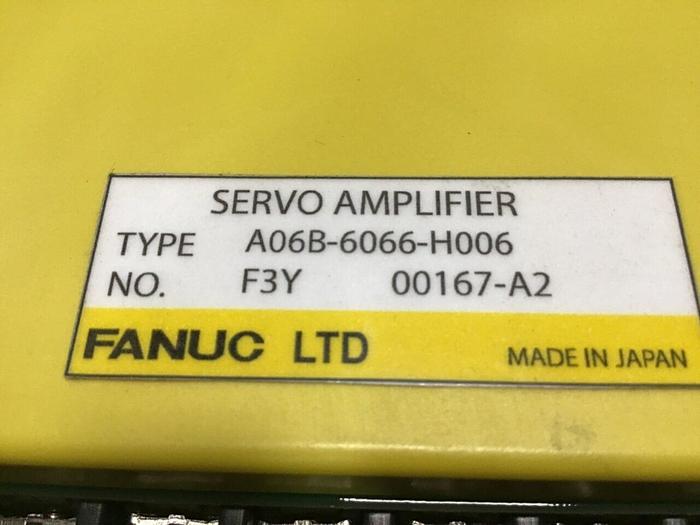 SERVO AMPLIFIER
TYPE A06B-6066-H006
NO. F3Y 00167-A2
FANUC LTD MADE IN JAPAN